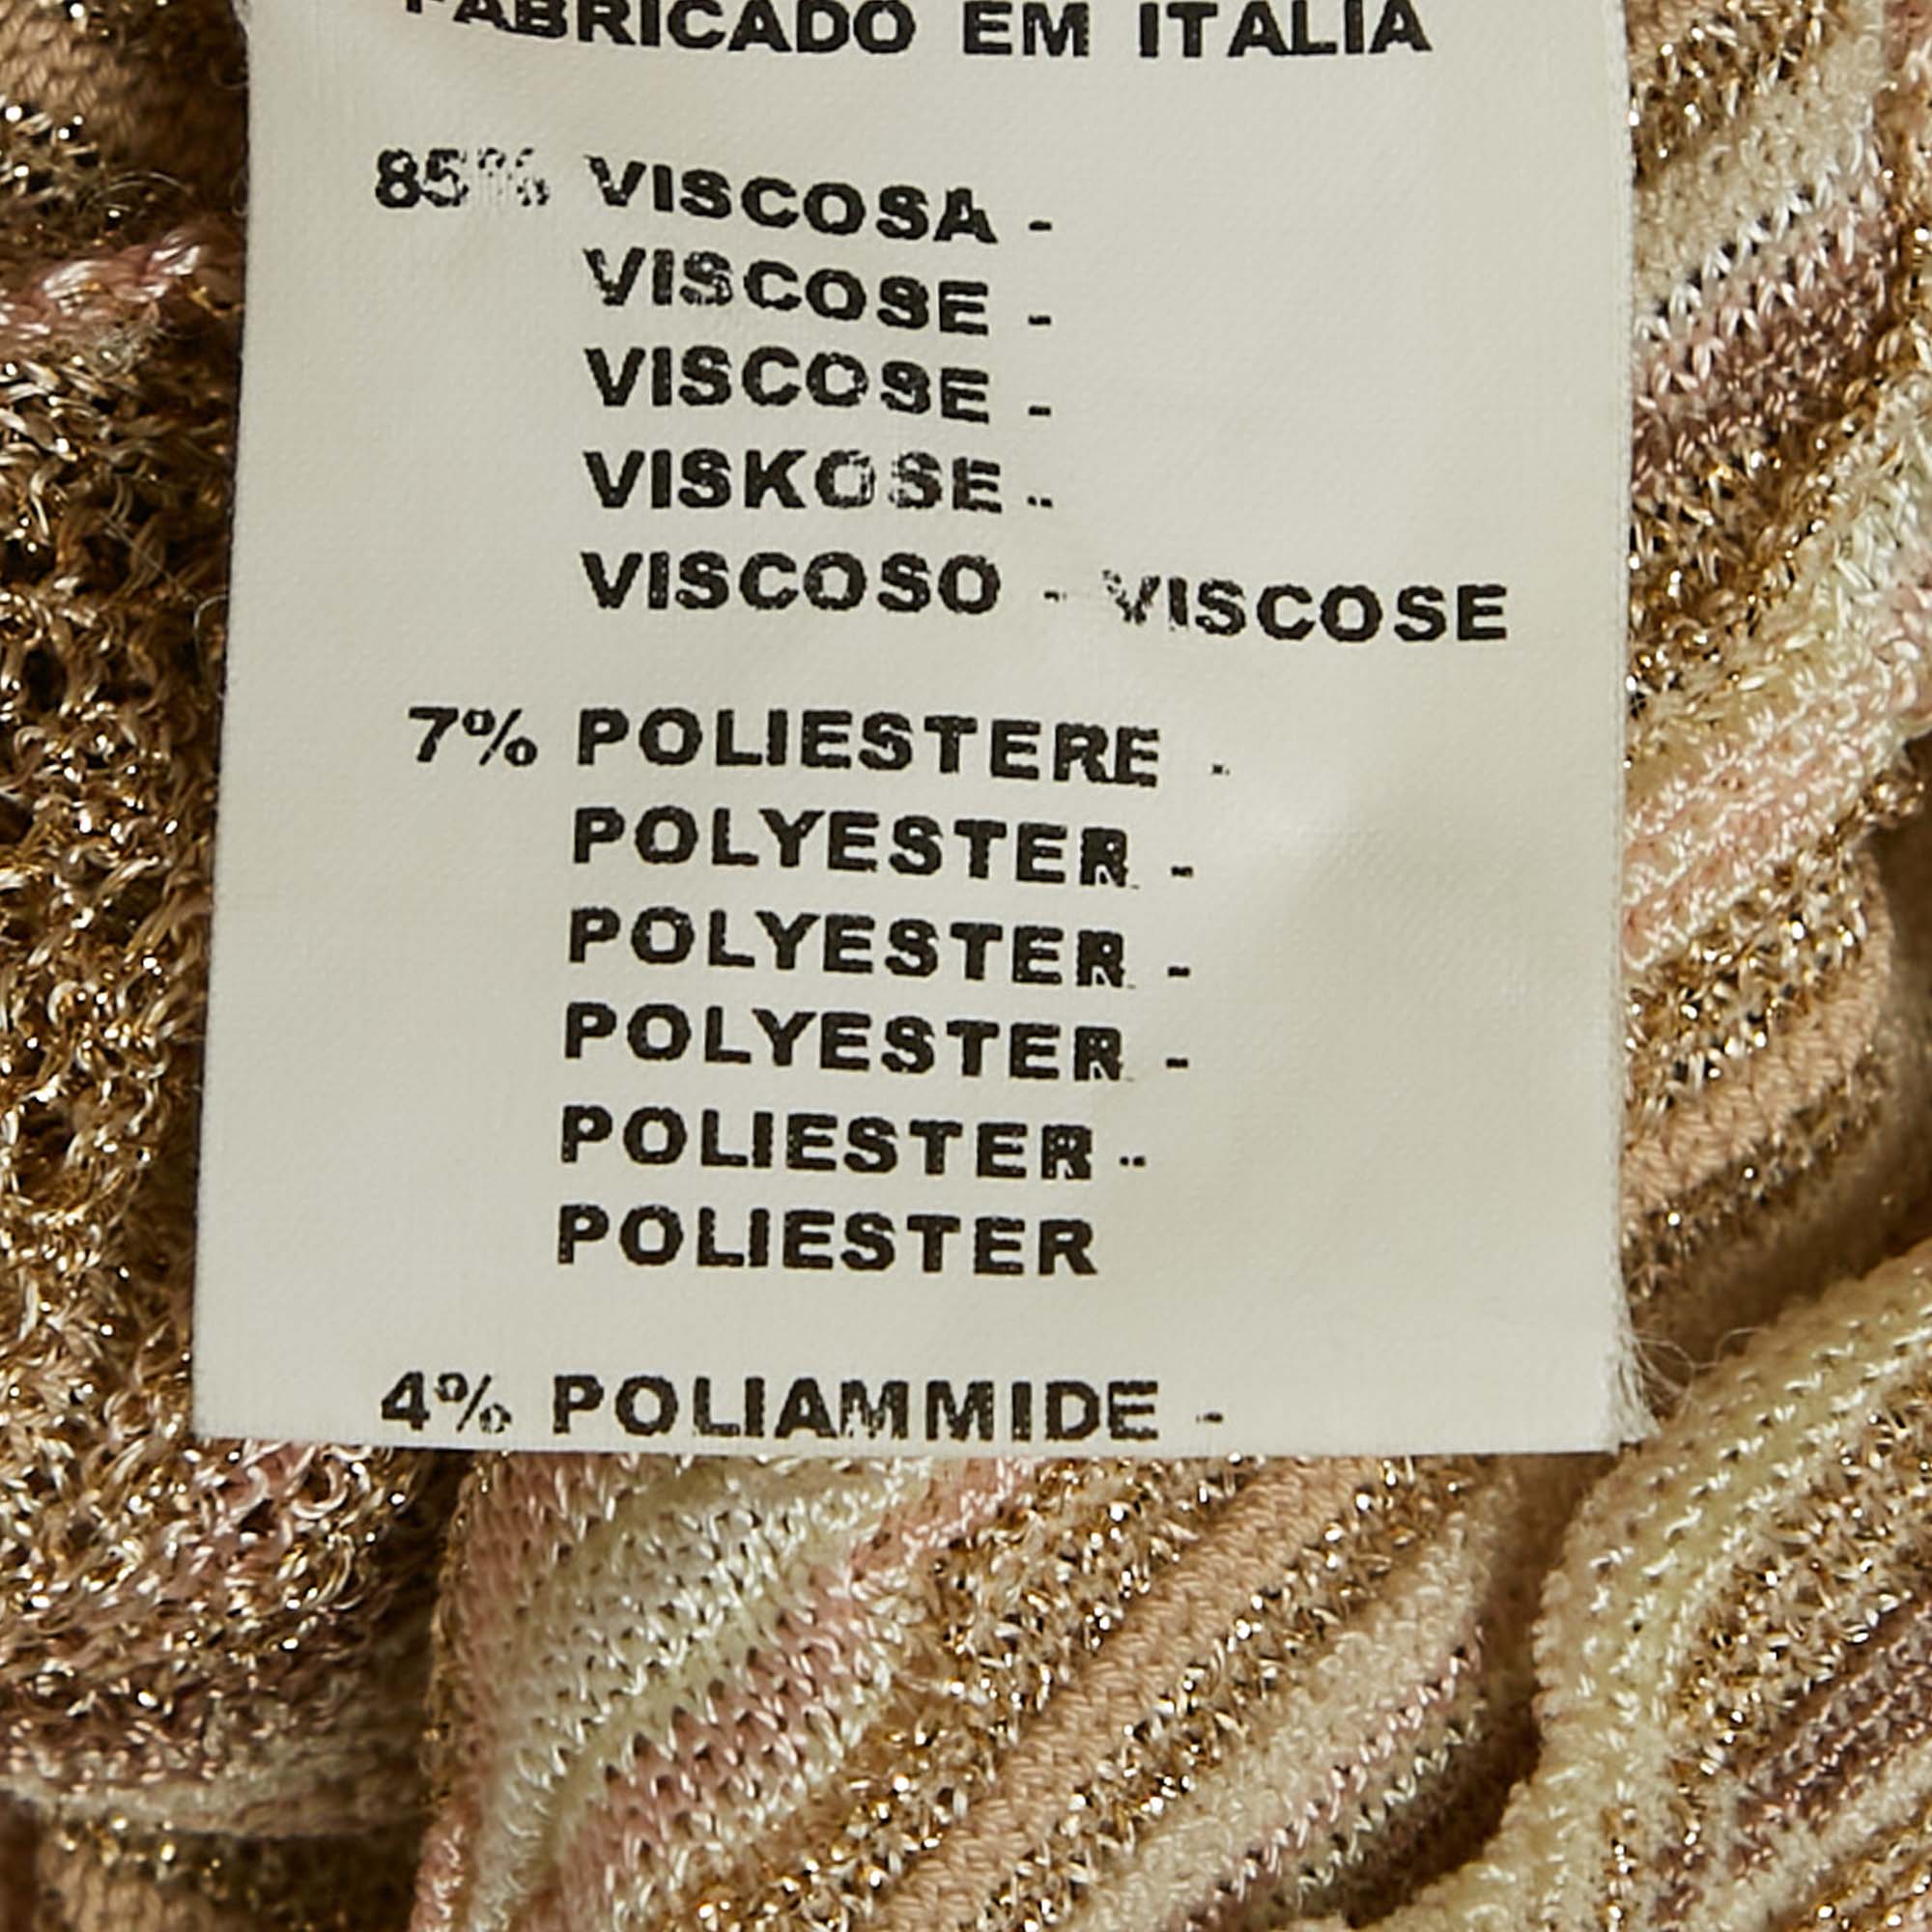 FABRICADO EM ITALIA
85% VISCOSA -
VISCOSE -
VISCOSE -
VISKOSE -
VISCOSO - VISCOSE
7% POLIESTERE -
POLYESTER -
POLYESTER -
POLYESTER -
POLIESTER -
POLIESTER
4% POLIAMMIDE -